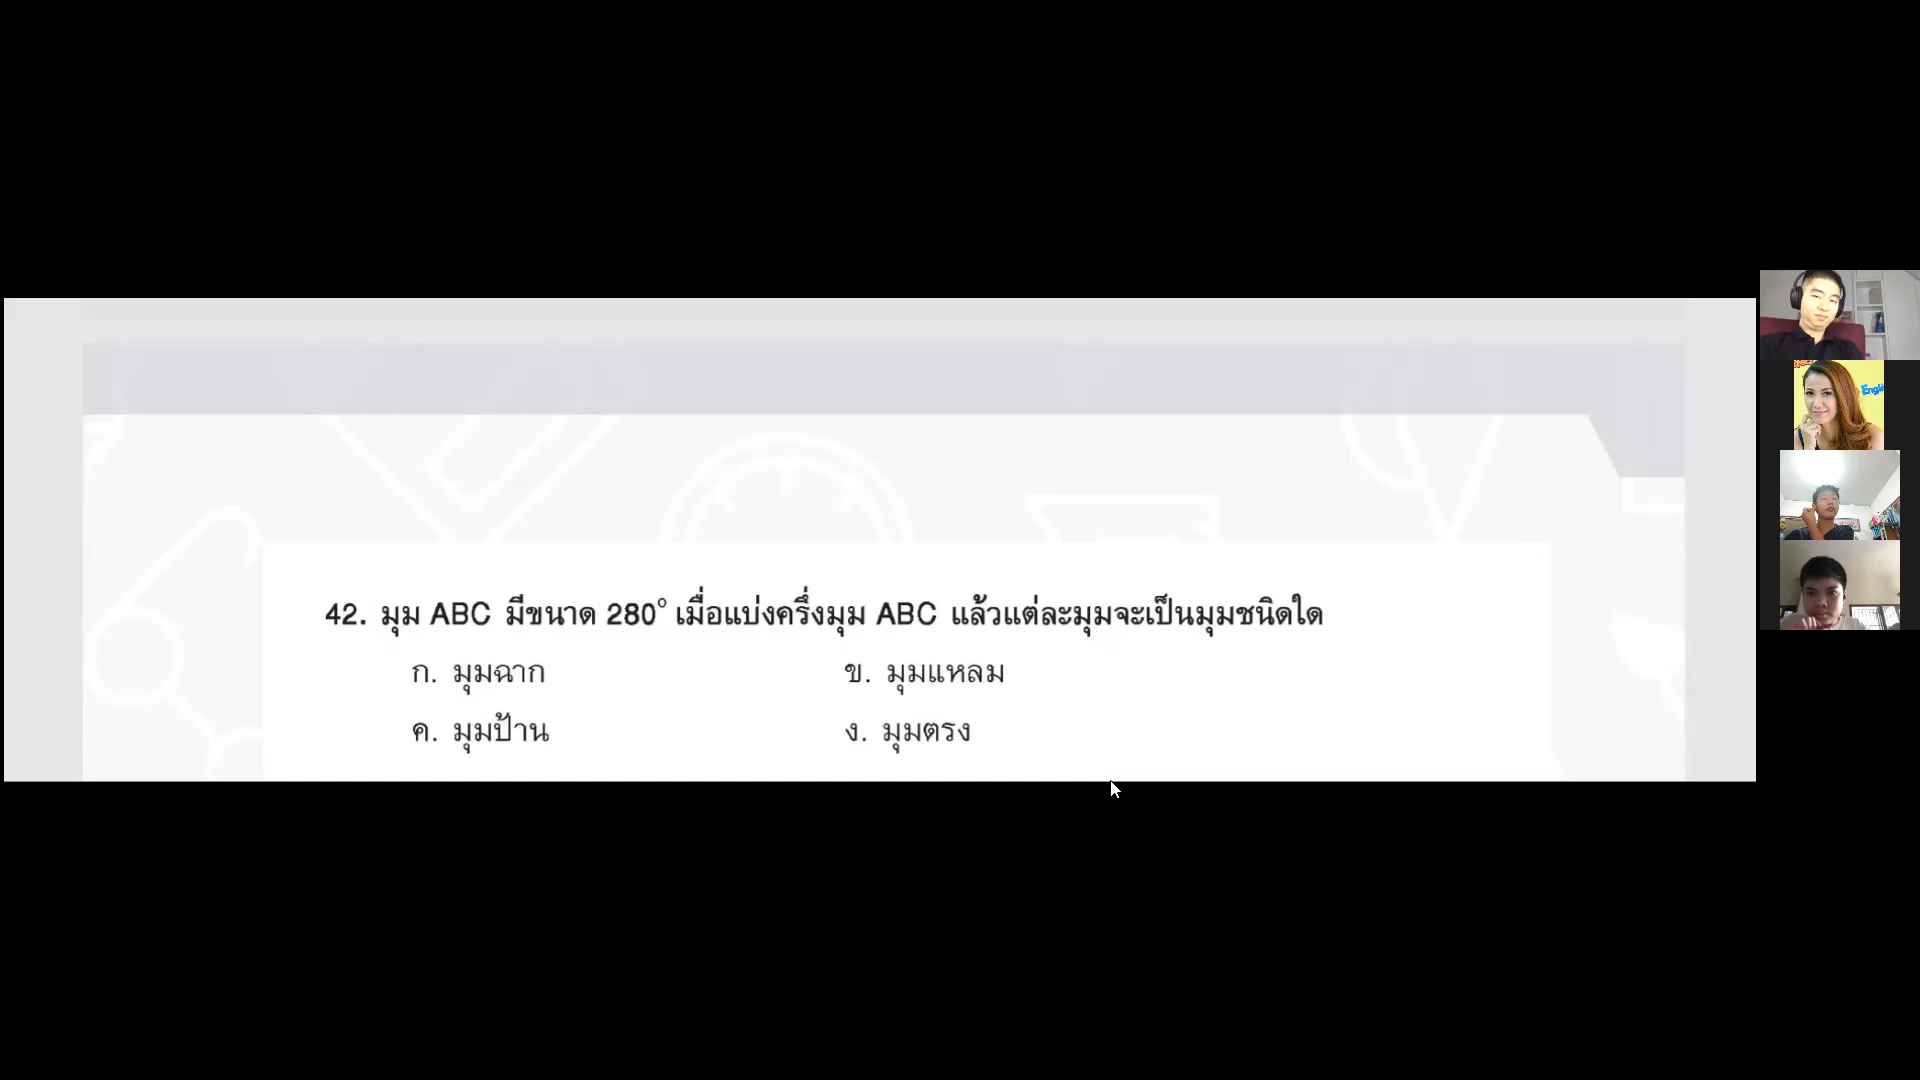 42. มุม ABC มีขนาด 280° เมื่อแบ่งครึ่งมุม ABC แล้วแต่ละมุมจะเป็นมุมชนิดใด
ก. มุมฉาก ข. มุมแหลม
ค. มุมป้าน ง. มุมตรง